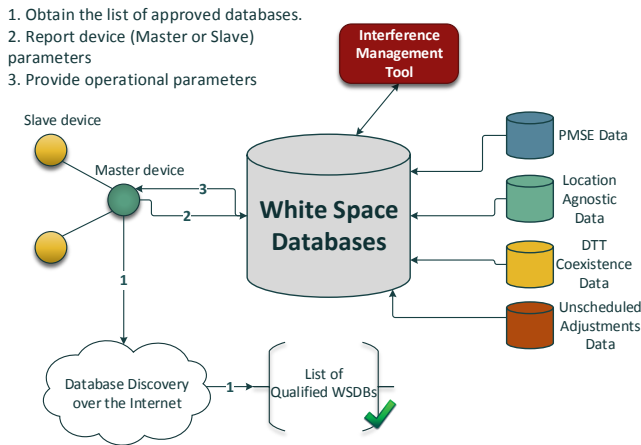 1. Obtain the list of approved databases.
2. Report device (Master or Slave)
parameters
3. Provide operational parameters
Interference
Management
Tool
Slave device
Master device
3
2
1
White Space
Databases
PMSE Data
Location
Agnostic
Data
DTT
Coexistence
Data
Unscheduled
Adjustments
Data
Database Discovery
over the Internet
1
List of
Qualified WSDBs